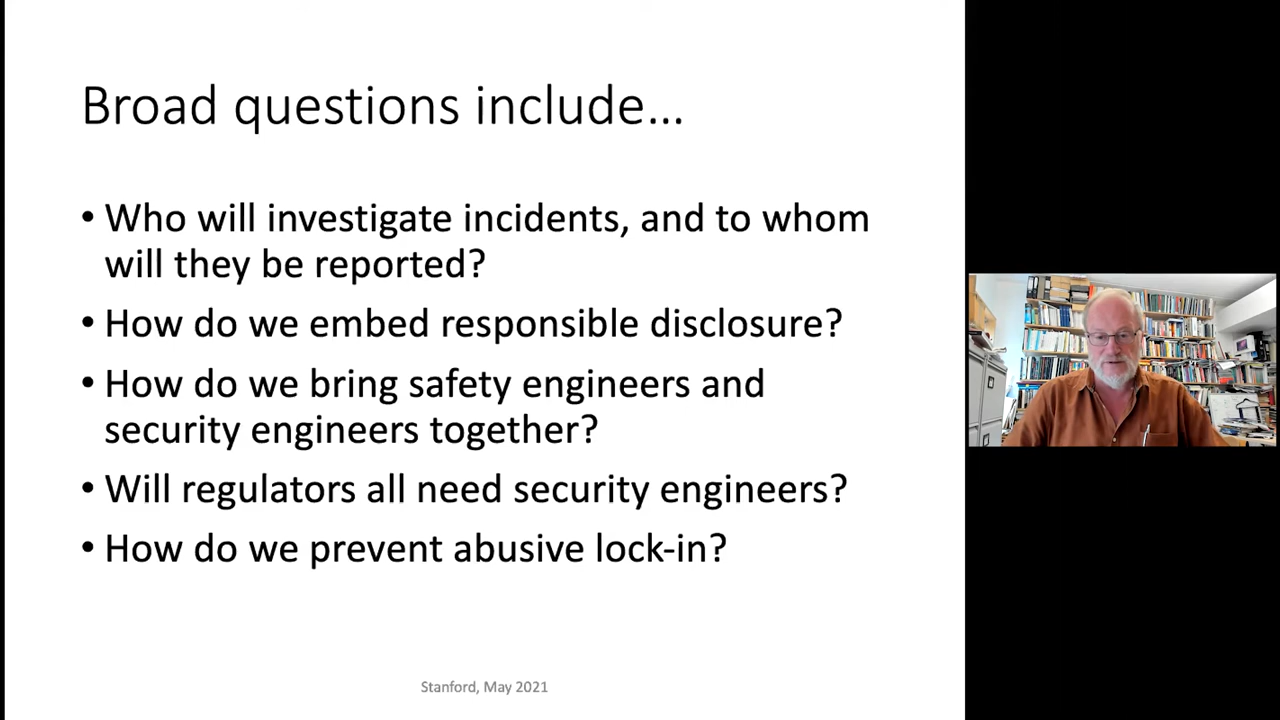 Broad questions include...
• Who will investigate incidents, and to whom
will they be reported?
• How do we embed responsible disclosure?
• How do we bring safety engineers and
security engineers together?
• Will regulators all need security engineers?
• How do we prevent abusive lock-in?
Stanford, May 2021